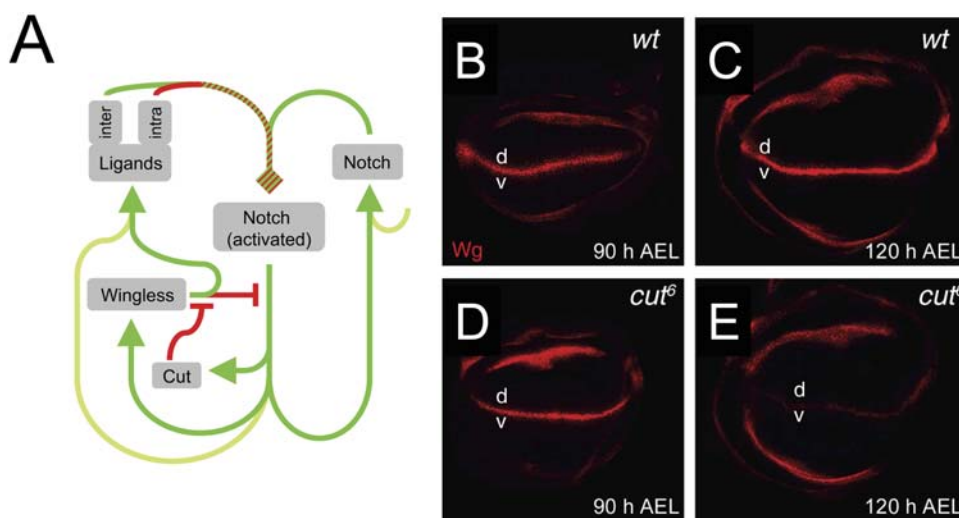 A
inter
intra
Ligands
Notch
Notch
(activated)
Wingless
Cut
B
wt
d
v
Wg
90 h AEL
C
wt
d
v
120 h AEL
D
cut⁶
d
v
90 h AEL
E
cut⁶
d
v
120 h AEL